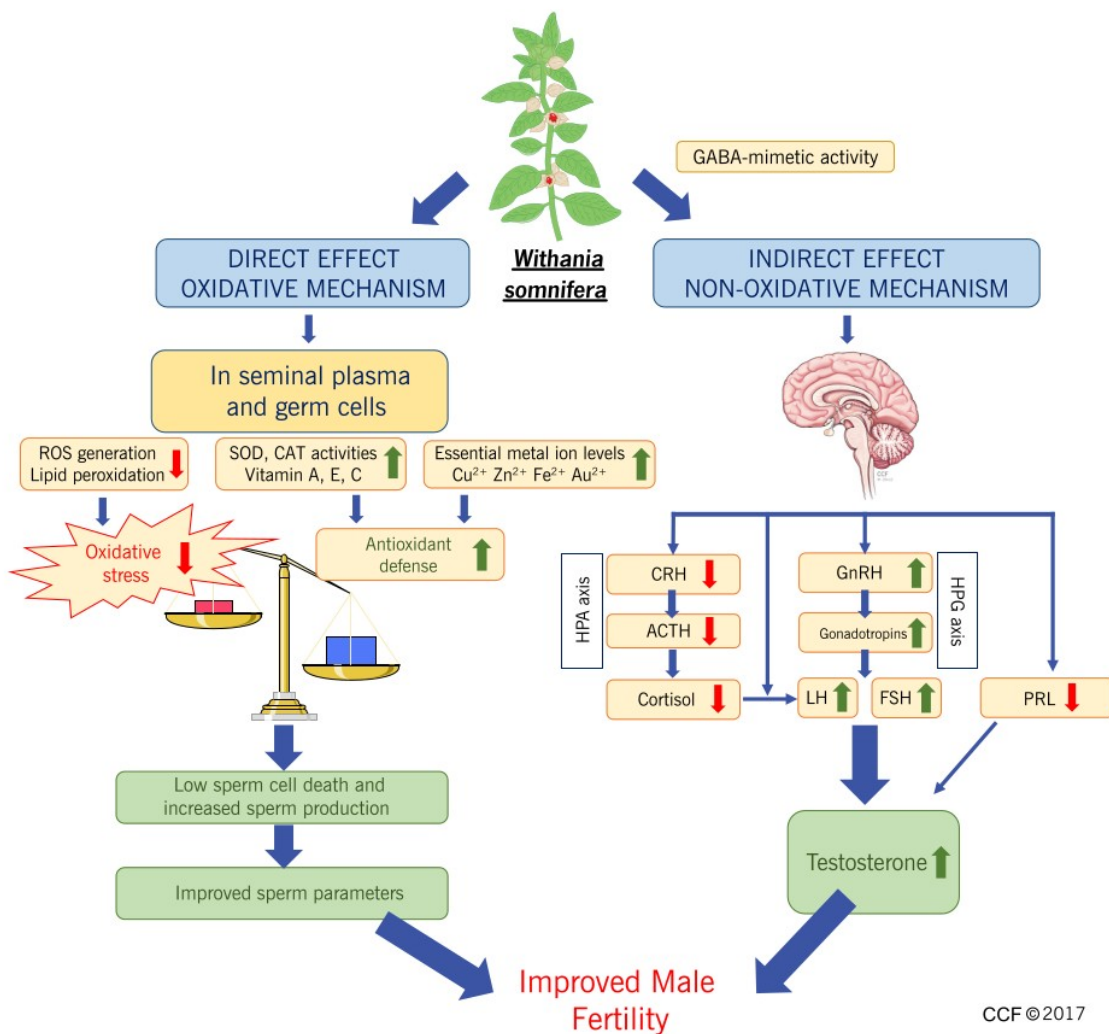 GABA-mimetic activity
Withania
somnifera
DIRECT EFFECT
OXIDATIVE MECHANISM
INDIRECT EFFECT
NON-OXIDATIVE MECHANISM
In seminal plasma
and germ cells
ROS generation
Lipid peroxidation
SOD, CAT activities
Vitamin A, E, C
Essential metal ion levels
Cu²⁺ Zn²⁺ Fe²⁺ Au²⁺
Oxidative
stress
Antioxidant
defense
CCF
HPA axis
CRH
ACTH
Cortisol
GnRH
Gonadotropins
LH
FSH
HPG axis
PRL
Low sperm cell death and
increased sperm production
Improved sperm parameters
Testosterone
Improved Male
Fertility
CCF © 2017